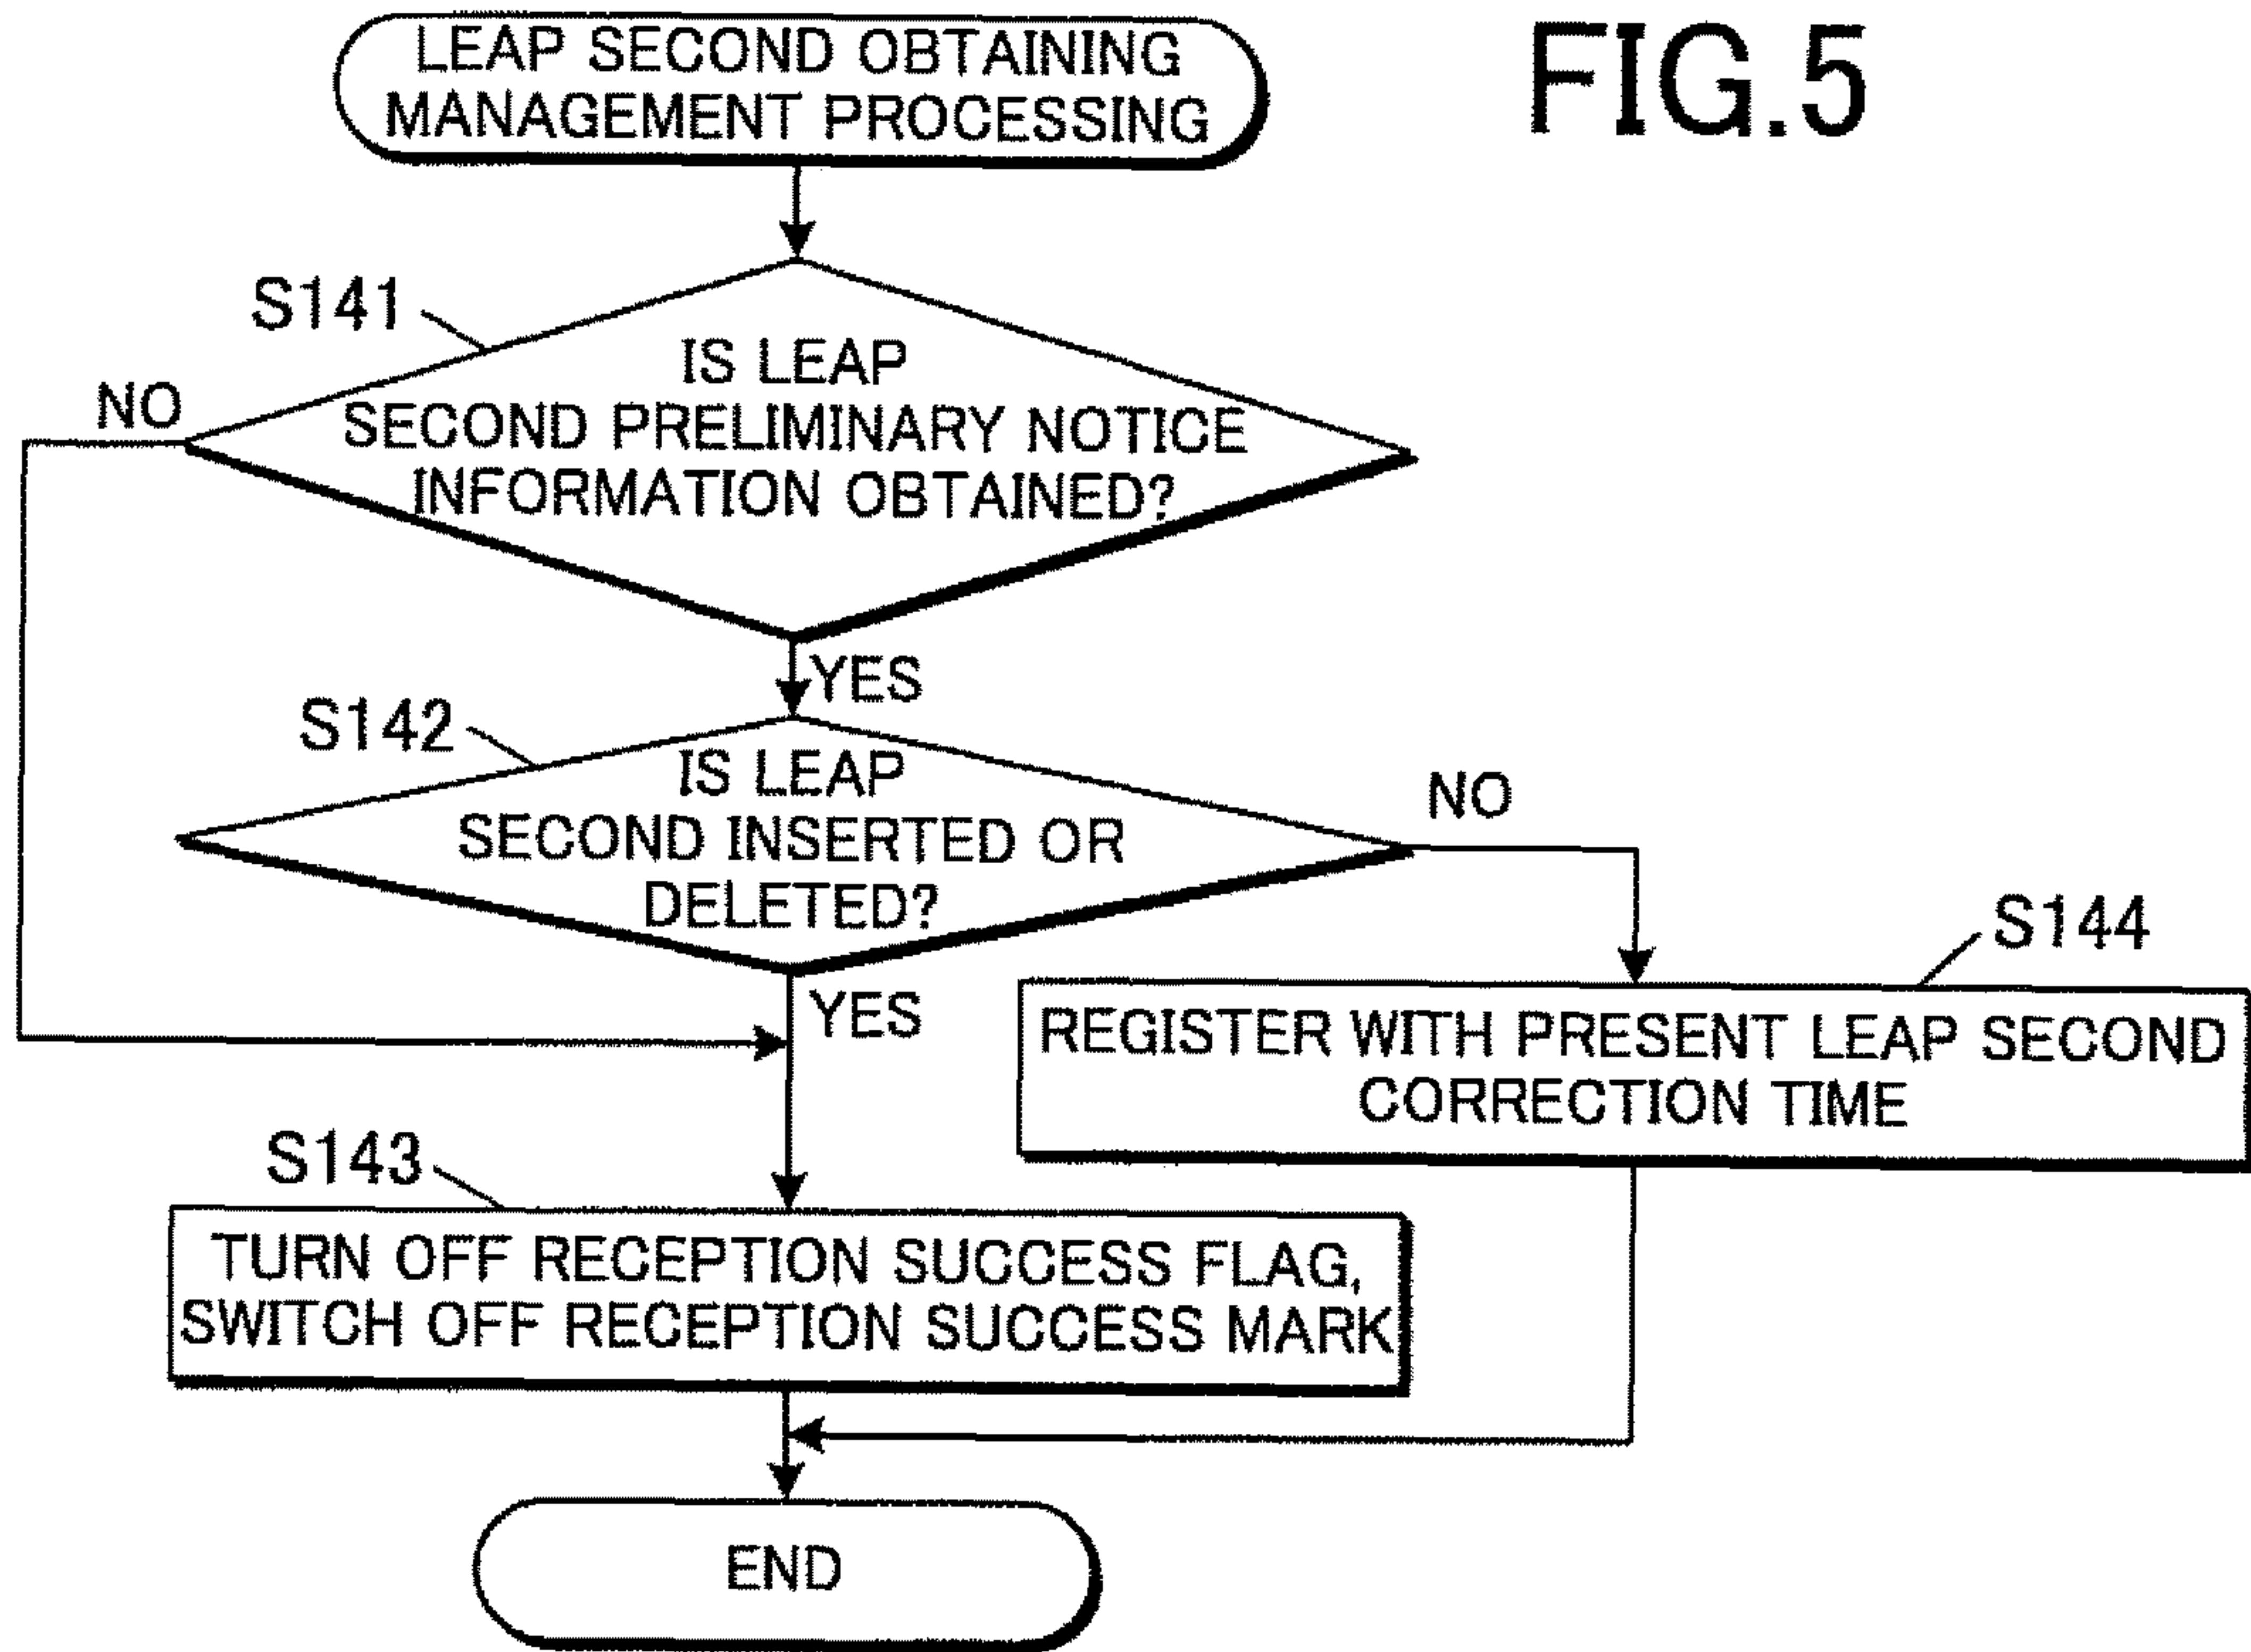 LEAP SECOND OBTAINING
MANAGEMENT PROCESSING
FIG.5
S141
IS LEAP
SECOND PRELIMINARY NOTICE
INFORMATION OBTAINED?
NO
YES
S142
IS LEAP
SECOND INSERTED OR
DELETED?
NO
YES
S144
REGISTER WITH PRESENT LEAP SECOND
CORRECTION TIME
S143
TURN OFF RECEPTION SUCCESS FLAG,
SWITCH OFF RECEPTION SUCCESS MARK
END